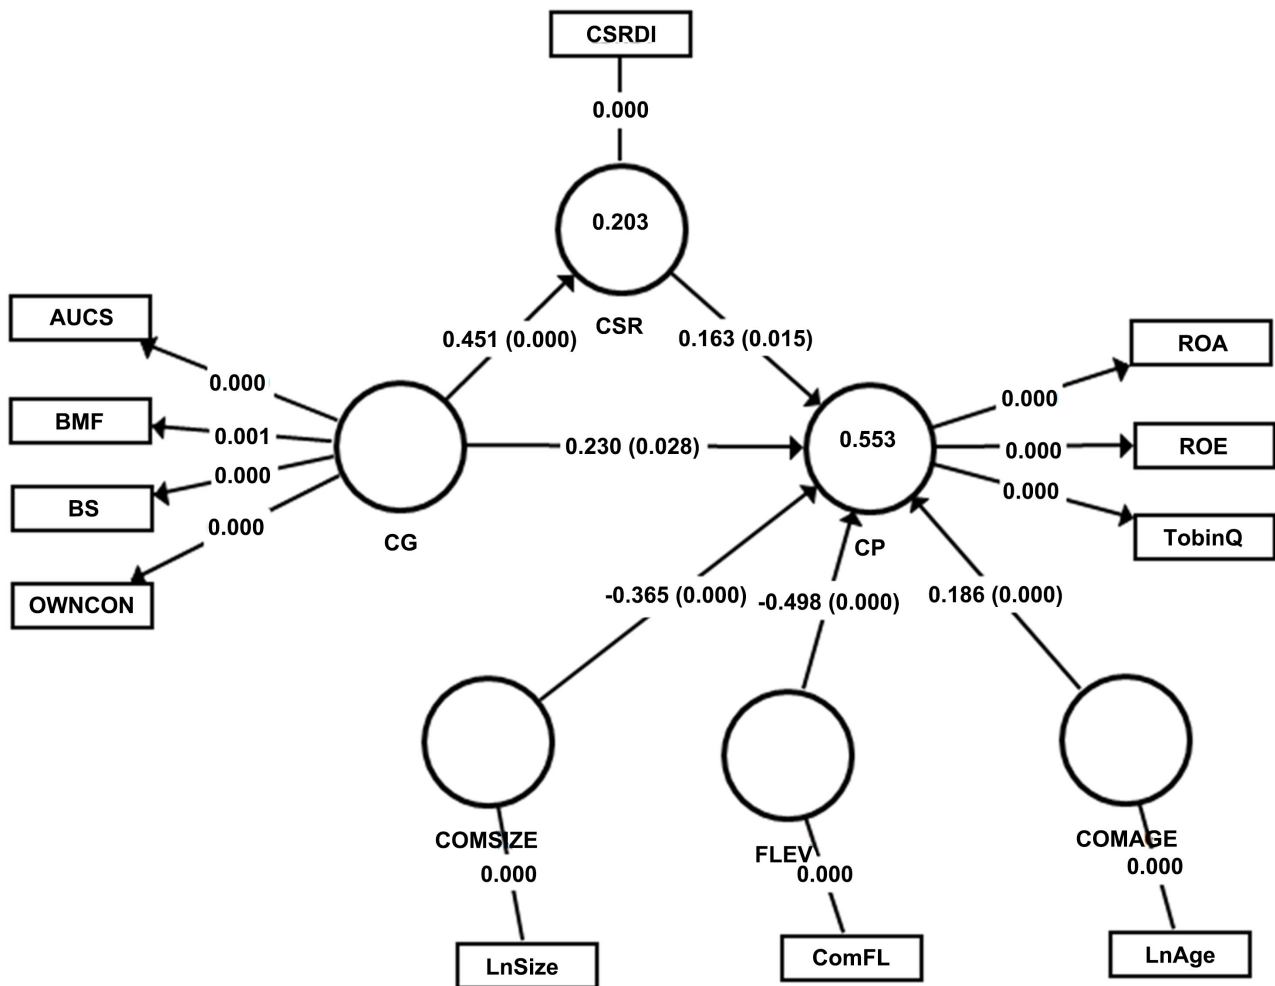 CSRDI
0.000
0.203
CSR
AUCS
0.451 (0.000)
0.163 (0.015)
ROA
0.000
0.000
BMF
0.001
0.230 (0.028)
0.553
0.000
ROE
0.000
0.000
BS
0.000
CG
CP
TobinQ
OWNCON
-0.365 (0.000)
-0.498 (0.000)
0.186 (0.000)
COMSIZE
FLEV
COMAGE
0.000
0.000
0.000
LnSize
ComFL
LnAge